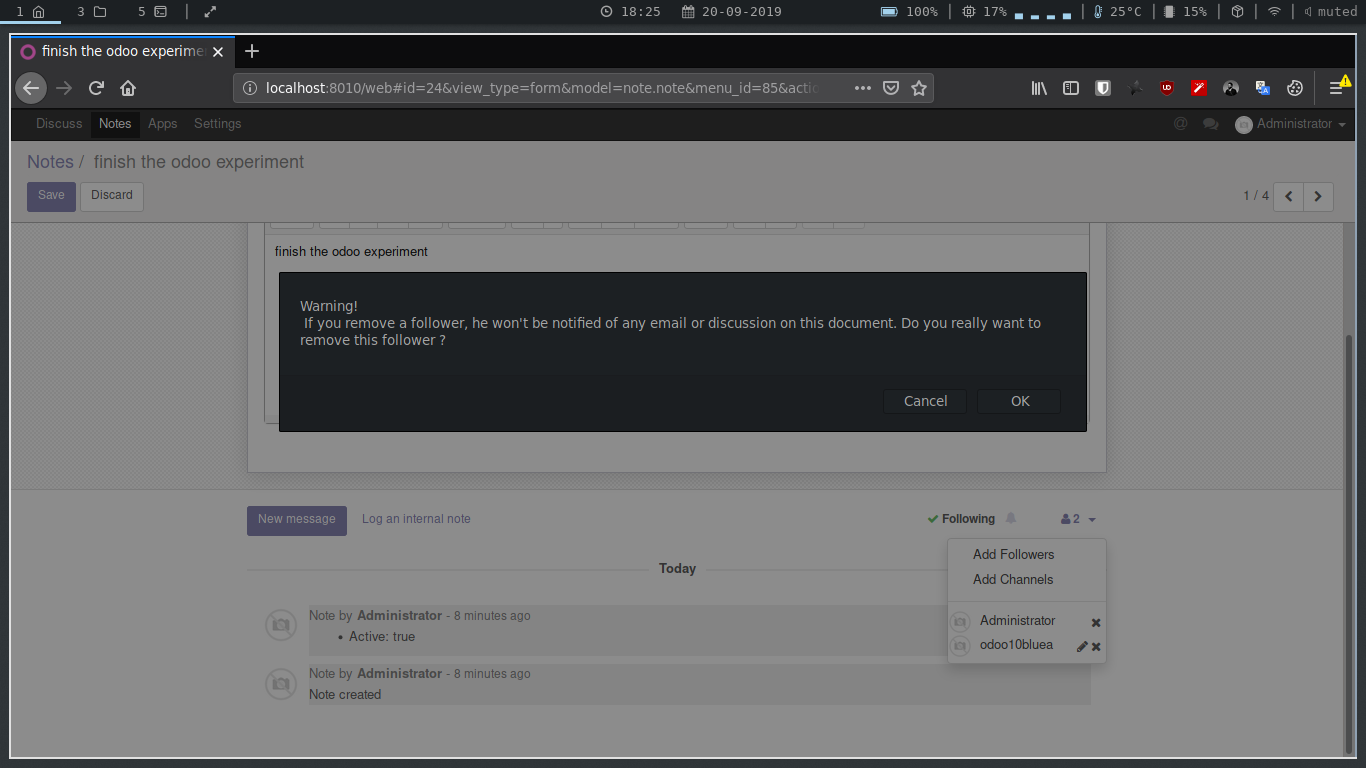 1 3 5 18:25 20-09-2019 100% | 17% | 25°C | 15% | | | muted
finish the odoo experime
localhost:8010/web#id=24&view_type=form&model=note.note&menu_id=85&actio
Discuss Notes Apps Settings @ Administrator
Notes / finish the odoo experiment
Save Discard 1 / 4
finish the odoo experiment
Warning!
If you remove a follower, he won't be notified of any email or discussion on this document. Do you really want to
remove this follower ?
Cancel OK
New message Log an internal note Following 2
Add Followers
Add Channels
Today
Note by Administrator - 8 minutes ago
• Active: true
Administrator
odoo10bluea
Note by Administrator - 8 minutes ago
Note created